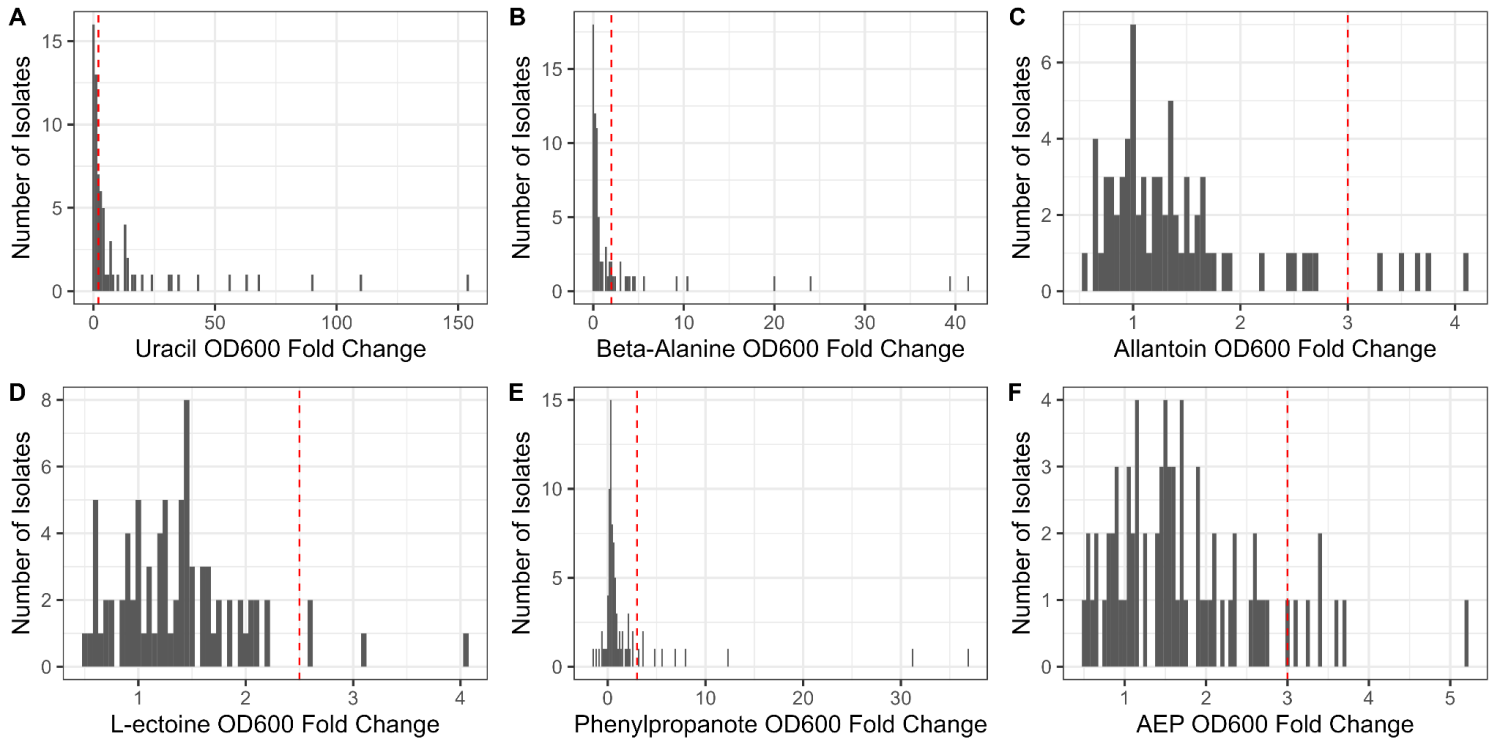 A
Number of Isolates
15
10
5
0
0 50 100 150
Uracil OD600 Fold Change
B
Number of Isolates
15
10
5
0
0 10 20 30 40
Beta-Alanine OD600 Fold Change
C
Number of Isolates
6
4
2
0
1 2 3 4
Allantoin OD600 Fold Change
D
Number of Isolates
8
6
4
2
0
1 2 3 4
L-ectoine OD600 Fold Change
E
Number of Isolates
15
10
5
0
0 10 20 30
Phenylpropanote OD600 Fold Change
F
Number of Isolates
4
3
2
1
0
1 2 3 4 5
AEP OD600 Fold Change